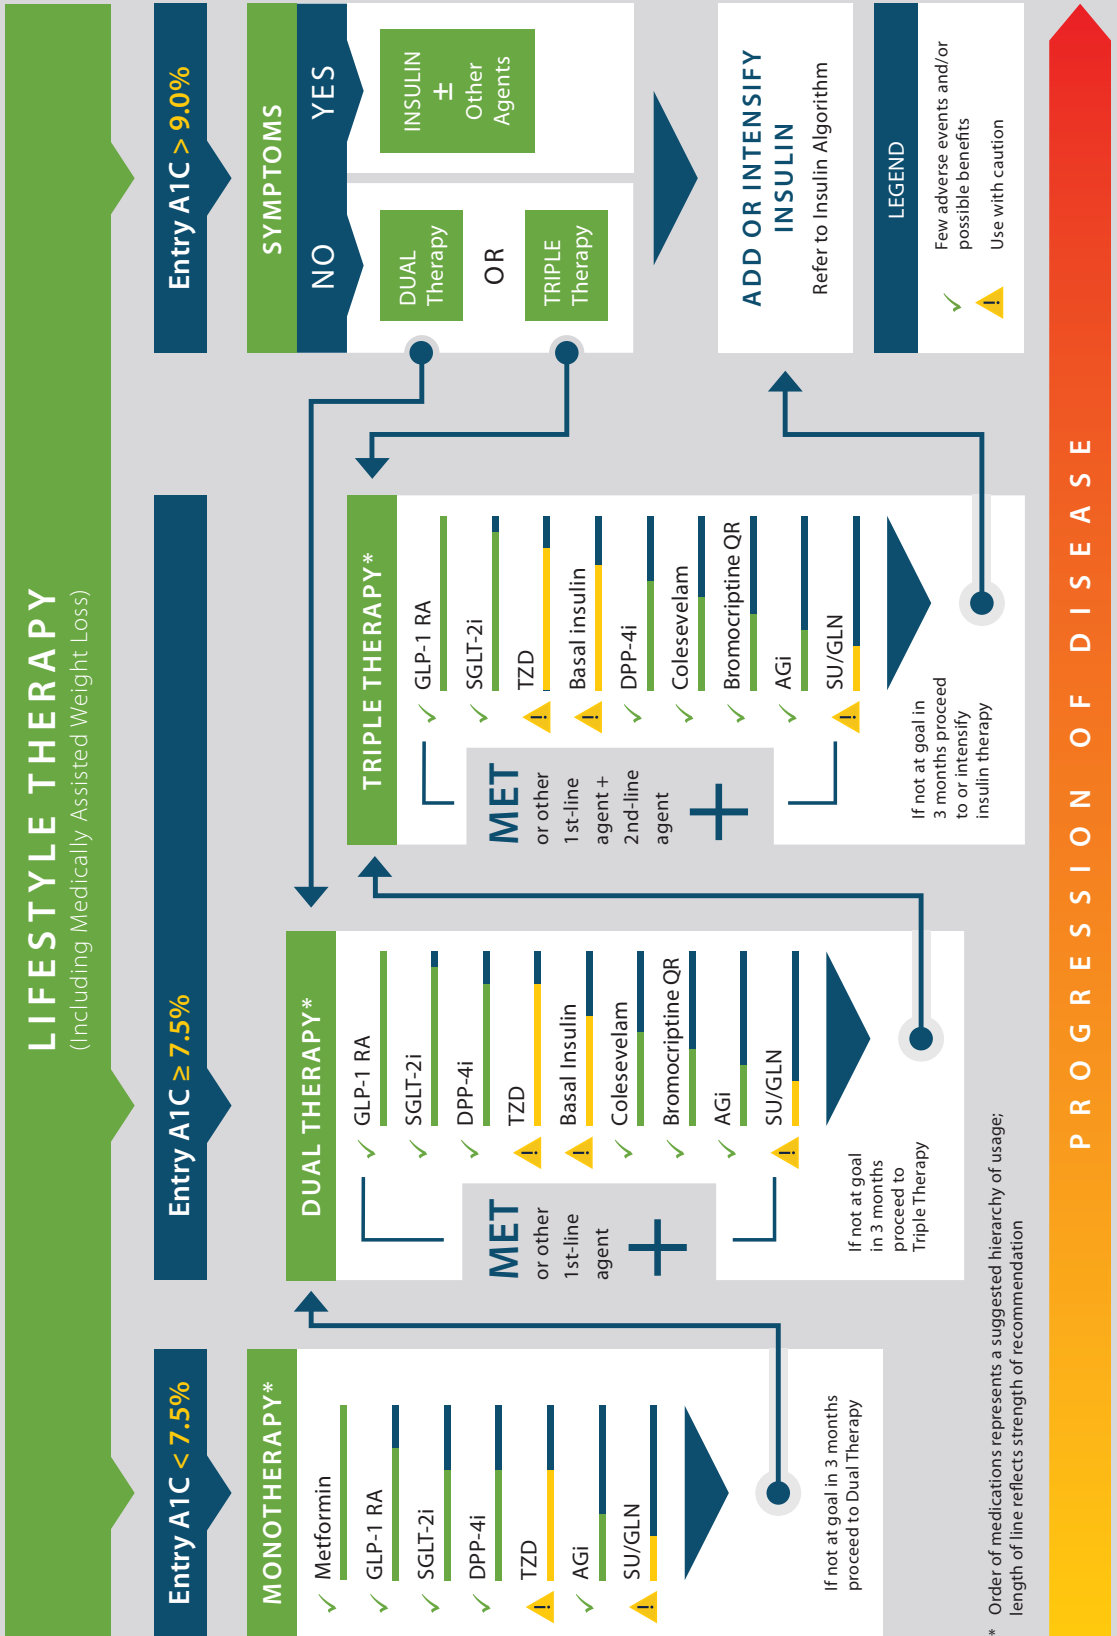 LIFESTYLE THERAPY
(Including Medically Assisted Weight Loss)
Entry A1C < 7.5%
Entry A1C ≥ 7.5%
Entry A1C > 9.0%
MONOTHERAPY*
✓ Metformin
✓ GLP-1 RA
✓ SGLT-2i
✓ DPP-4i
! TZD
✓ AGi
! SU/GLN
If not at goal in 3 months
proceed to Dual Therapy
DUAL THERAPY*
✓ GLP-1 RA
✓ SGLT-2i
✓ DPP-4i
! TZD
! Basal Insulin
✓ Colesevelam
✓ Bromocriptine QR
✓ AGi
! SU/GLN
MET
or other
1st-line
agent
+
If not at goal
in 3 months
proceed to
Triple Therapy
TRIPLE THERAPY*
✓ GLP-1 RA
✓ SGLT-2i
! TZD
! Basal insulin
✓ DPP-4i
✓ Colesevelam
✓ Bromocriptine QR
✓ AGi
! SU/GLN
MET
or other
1st-line
agent +
2nd-line
agent
+
If not at goal in
3 months proceed
to or intensify
insulin therapy
SYMPTOMS
NO
YES
DUAL
Therapy
OR
TRIPLE
Therapy
INSULIN
±
Other
Agents
ADD OR INTENSIFY
INSULIN
Refer to Insulin Algorithm
LEGEND
✓ Few adverse events and/or
possible benefits
! Use with caution
* Order of medications represents a suggested hierarchy of usage;
length of line reflects strength of recommendation
PROGRESSION OF DISEASE